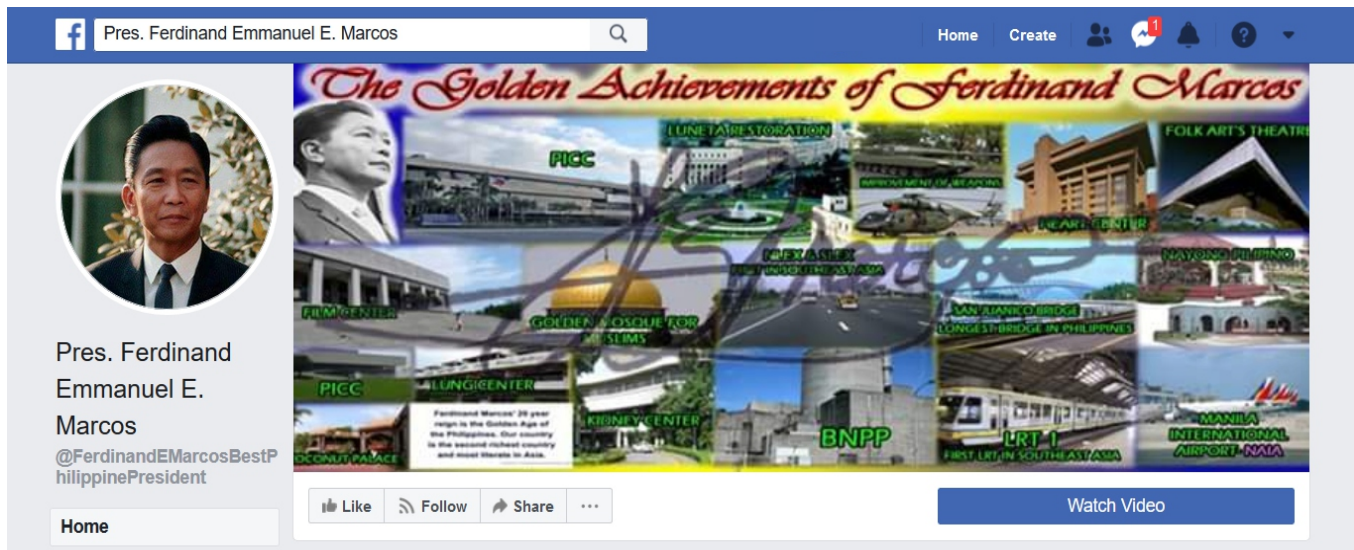 Pres. Ferdinand Emmanuel E. Marcos
Home
Create
1
The Golden Achievements of Ferdinand Marcos
PICC
LUNETA RESTORATION
IMPROVEMENT OF WEAPONS
HEART CENTER
FOLK ART'S THEATRE
FILM CENTER
GOLDEN MOSQUE FOR
MUSLIMS
NLEX & SLEX
FIRST IN SOUTHEAST ASIA
SAN JUANICO BRIDGE
LONGEST BRIDGE IN PHILIPPINES
NAYONG PILIPINO
PICC
LUNG CENTER
KIDNEY CENTER
BNPP
LRT 1
FIRST LRT IN SOUTHEAST ASIA
MANILA
INTERNATIONAL
AIRPORT- NAIA
OCONUT PALACE
Ferdinand Marcos' 20 year
reign is the Golden Age of
the Philippines. Our country
is the second richest country
and most literate in Asia.
Pres. Ferdinand
Emmanuel E.
Marcos
@FerdinandEMarcosBestP
hilippinePresident
Home
Like
Follow
Share
Watch Video